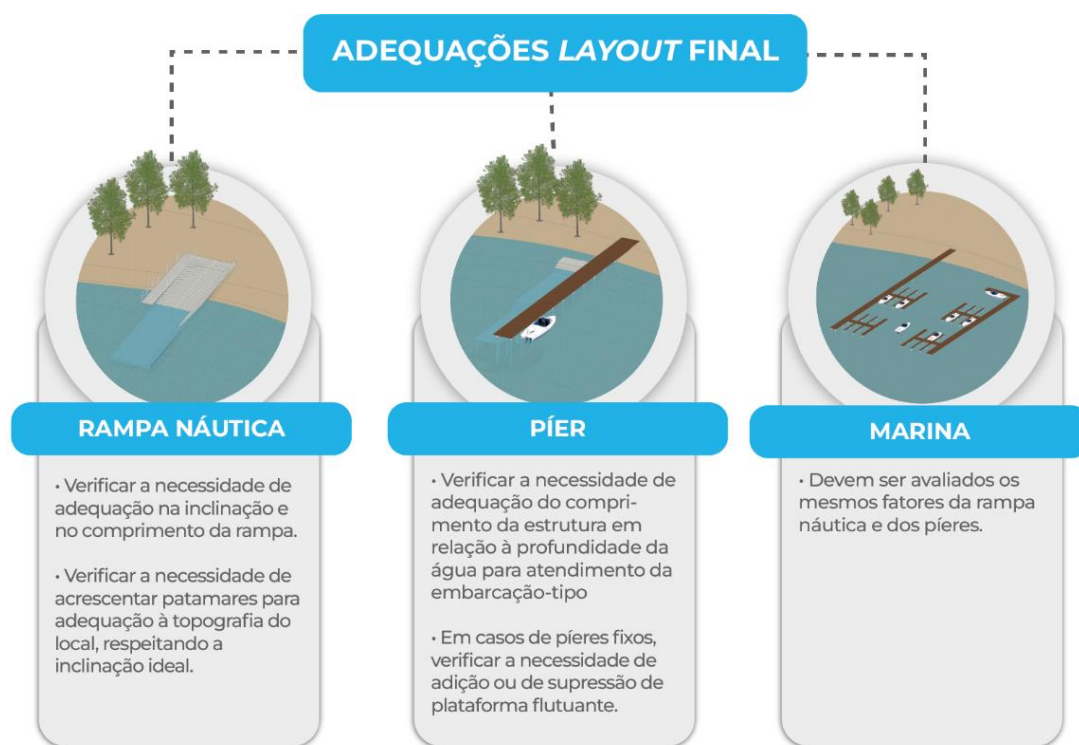 ADEQUAÇÕES LAYOUT FINAL
RAMPA NÁUTICA
• Verificar a necessidade de
adequação na inclinação e
no comprimento da rampa.
• Verificar a necessidade de
acrescentar patamares para
adequação à topografia do
local, respeitando a
inclinação ideal.
PÍER
• Verificar a necessidade de
adequação do compri-
mento da estrutura em
relação à profundidade da
água para atendimento da
embarcação-tipo
• Em casos de píeres fixos,
verificar a necessidade de
adição ou de supressão de
plataforma flutuante.
MARINA
• Devem ser avaliados os
mesmos fatores da rampa
náutica e dos píeres.